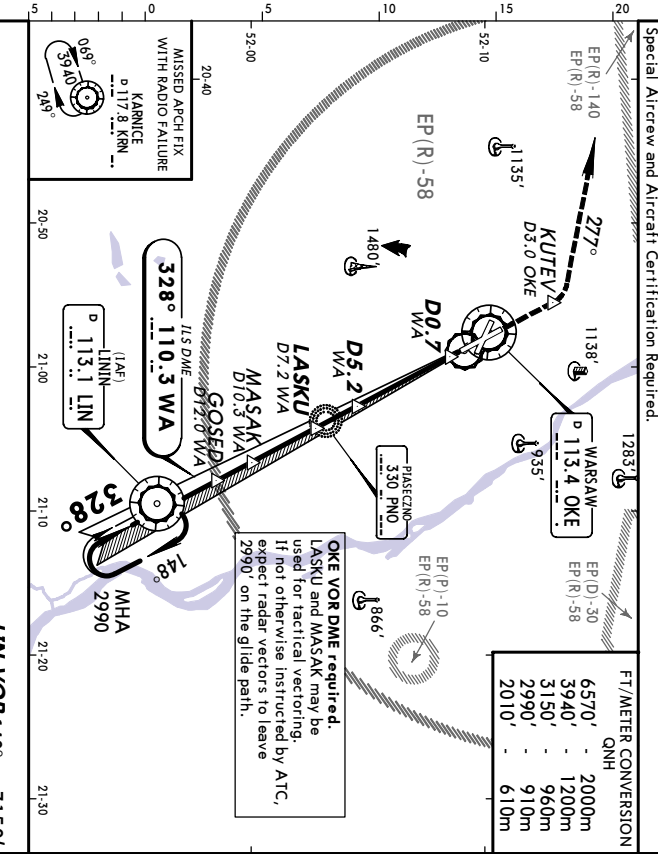 Special Aircrew and Aircraft Certification Required.
5
0
5
10
15
20
EP(R)-140
EP(R)-58
20-40
52-00
52-10
MISSED APCH FIX
WITH RADIO FAILURE
KARNICE
D 117.8 KRN
069°
3940
249°
EP(R)-58
1135'
277°
KUTEV
D3.0 OKE
20-50
1480'
1138'
1283'
D0.7
WA
ILS DME
328° 110.3 WA
D5.2
WA
LASKU
D7.2 WA
MASAK
D10.3 WA
GOSED
D12.0 WA
21-00
(IAF)
LININ
D 113.1 LIN
WARSAW
D 113.4 OKE
935'
PIASECZNO
330 PNO
21-10
328°
148°
MHA
2990
EP(D)-30
EP(R)-58
EP(P)-10
EP(R)-58
866'
OKE VOR DME required.
LASKU and MASAK may be
used for tactical vectoring.
If not otherwise instructed by ATC,
expect radar vectors to leave
2990' on the glide path.
21-20
21-30
FT/METER CONVERSION
QNH
6570' - 2000m
3940' - 1200m
3150' - 960m
2990' - 910m
2010' - 610m